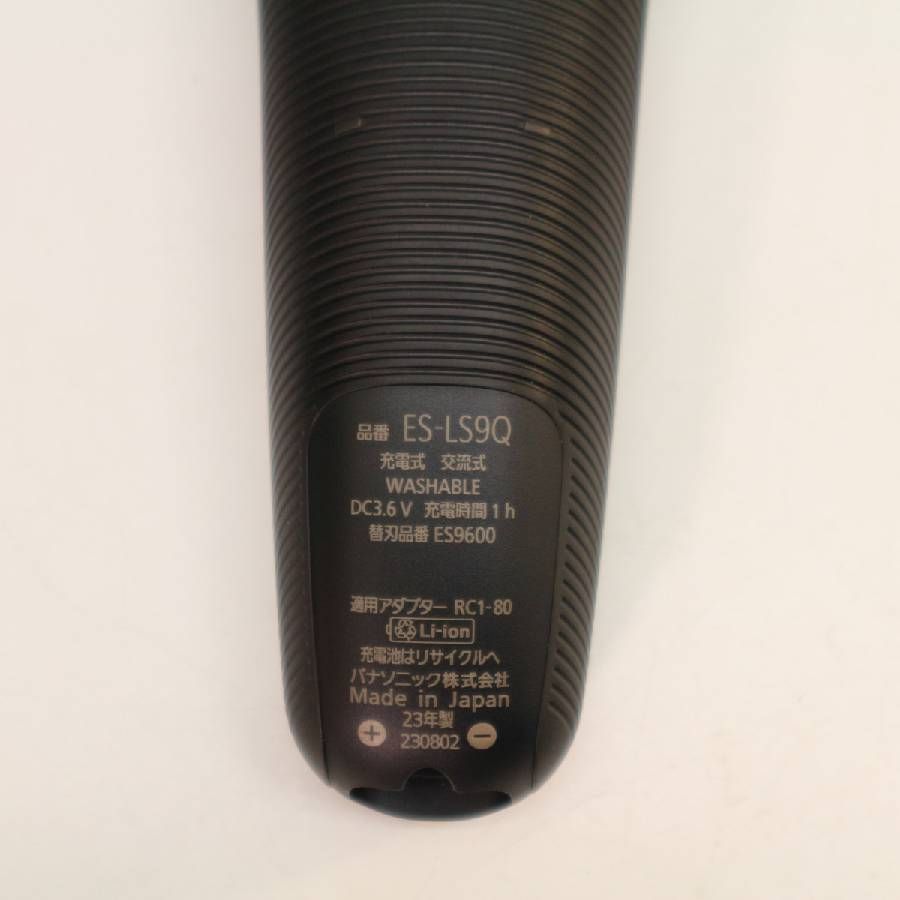 品番 ES-LS9Q
充電式 交流式
WASHABLE
DC3.6 V 充電時間1 h
替刃品番 ES9600
適用アダプター RC1-80
Li-ion
充電池はリサイクルへ
パナソニック株式会社
Made in Japan
23年製
+ 230802 −